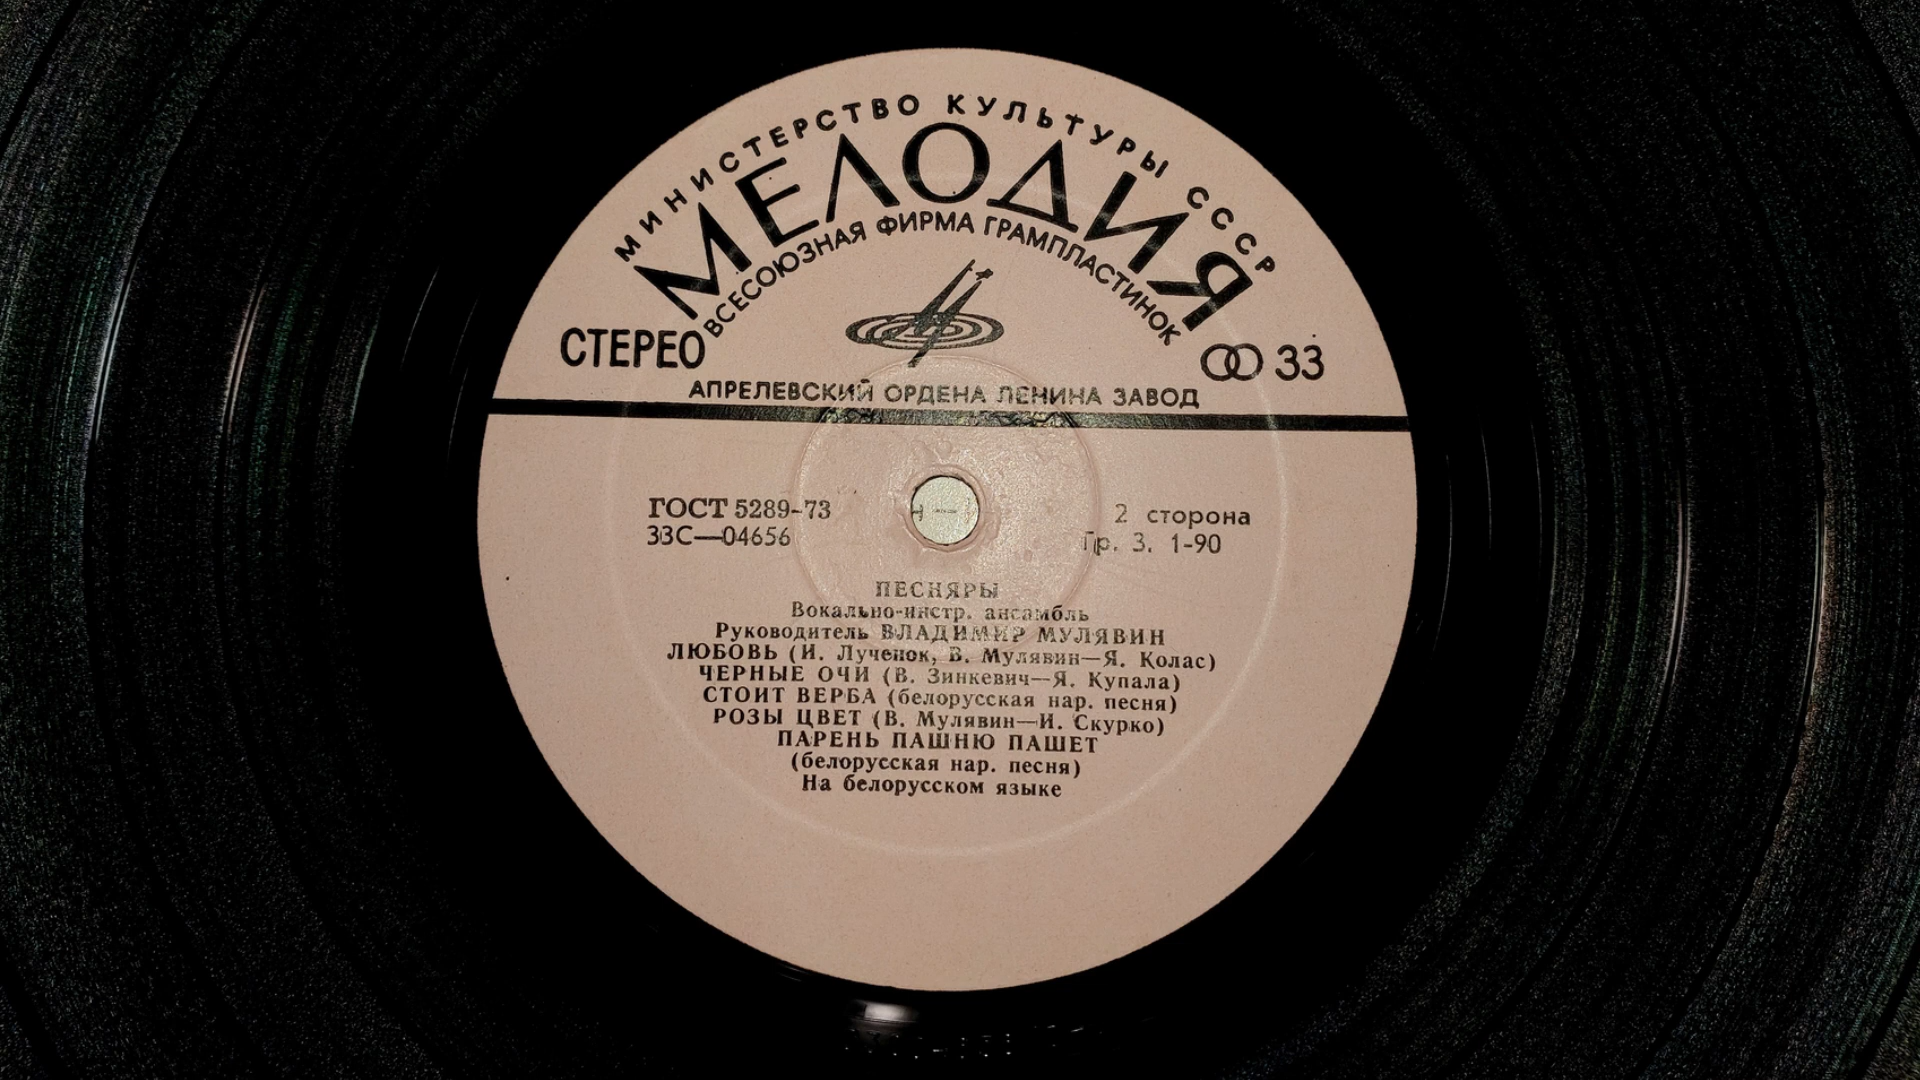 МИНИСТЕРСТВО КУЛЬТУРЫ СССР
МЕЛОДИЯ
ВСЕСОЮЗНАЯ ФИРМА ГРАМПЛАСТИНОК
СТЕРЕО
33
АПРЕЛЕВСКИЙ ОРДЕНА ЛЕНИНА ЗАВОД
ГОСТ 5289-73
33С—04656
2 сторона
Гр. 3. 1-90
ПЕСНЯРЫ
Вокально-инстр. ансамбль
Руководитель ВЛАДИМИР МУЛЯВИН
ЛЮБОВЬ (И. Лученок, В. Мулявин—Я. Колас)
ЧЕРНЫЕ ОЧИ (В. Зинкевич—Я. Купала)
СТОИТ ВЕРБА (белорусская нар. песня)
РОЗЫ ЦВЕТ (В. Мулявин—И. Скурко)
ПАРЕНЬ ПАШНЮ ПАШЕТ
(белорусская нар. песня)
На белорусском языке